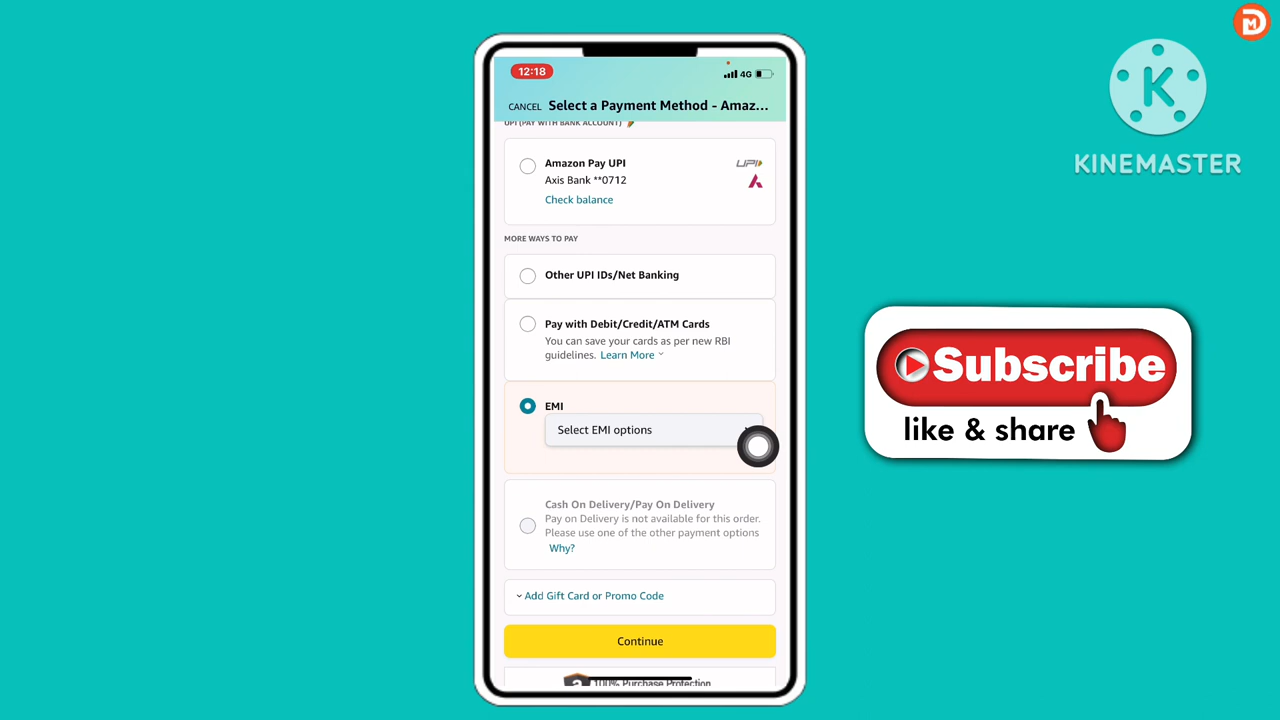 12:18
4G
CANCEL Select a Payment Method - Amaz...
UPI (PAY WITH BANK ACCOUNT)
Amazon Pay UPI
UPI
Axis Bank **0712
Check balance
MORE WAYS TO PAY
Other UPI IDs/Net Banking
Pay with Debit/Credit/ATM Cards
You can save your cards as per new RBI
guidelines. Learn More
EMI
Select EMI options
Cash On Delivery/Pay On Delivery
Pay on Delivery is not available for this order.
Please use one of the other payment options
Why?
Add Gift Card or Promo Code
Continue
100% Purchase Protection
K
KINEMASTER
Subscribe
like & share